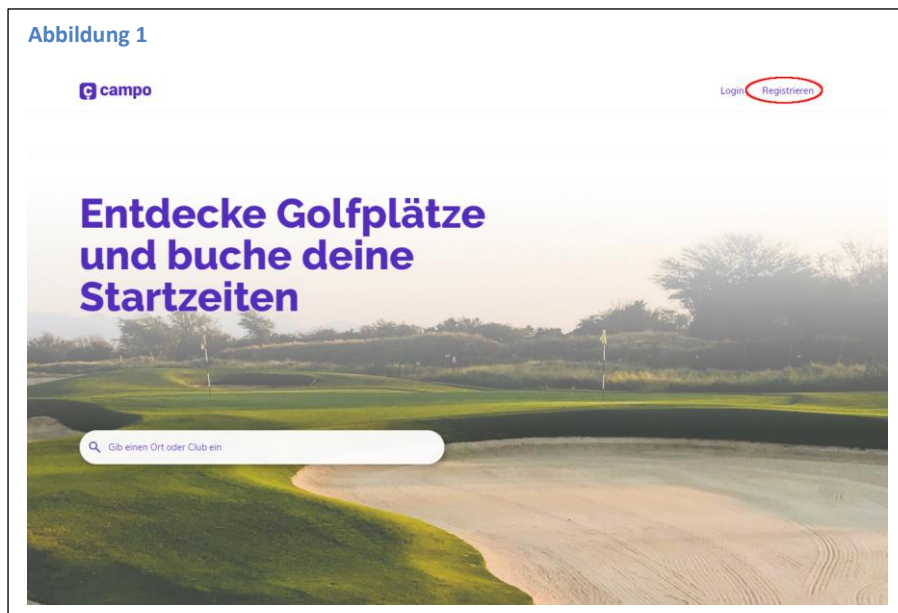 Abbildung 1
campo
Login Registrieren
Entdecke Golfplätze
und buche deine
Startzeiten
Gib einen Ort oder Club ein